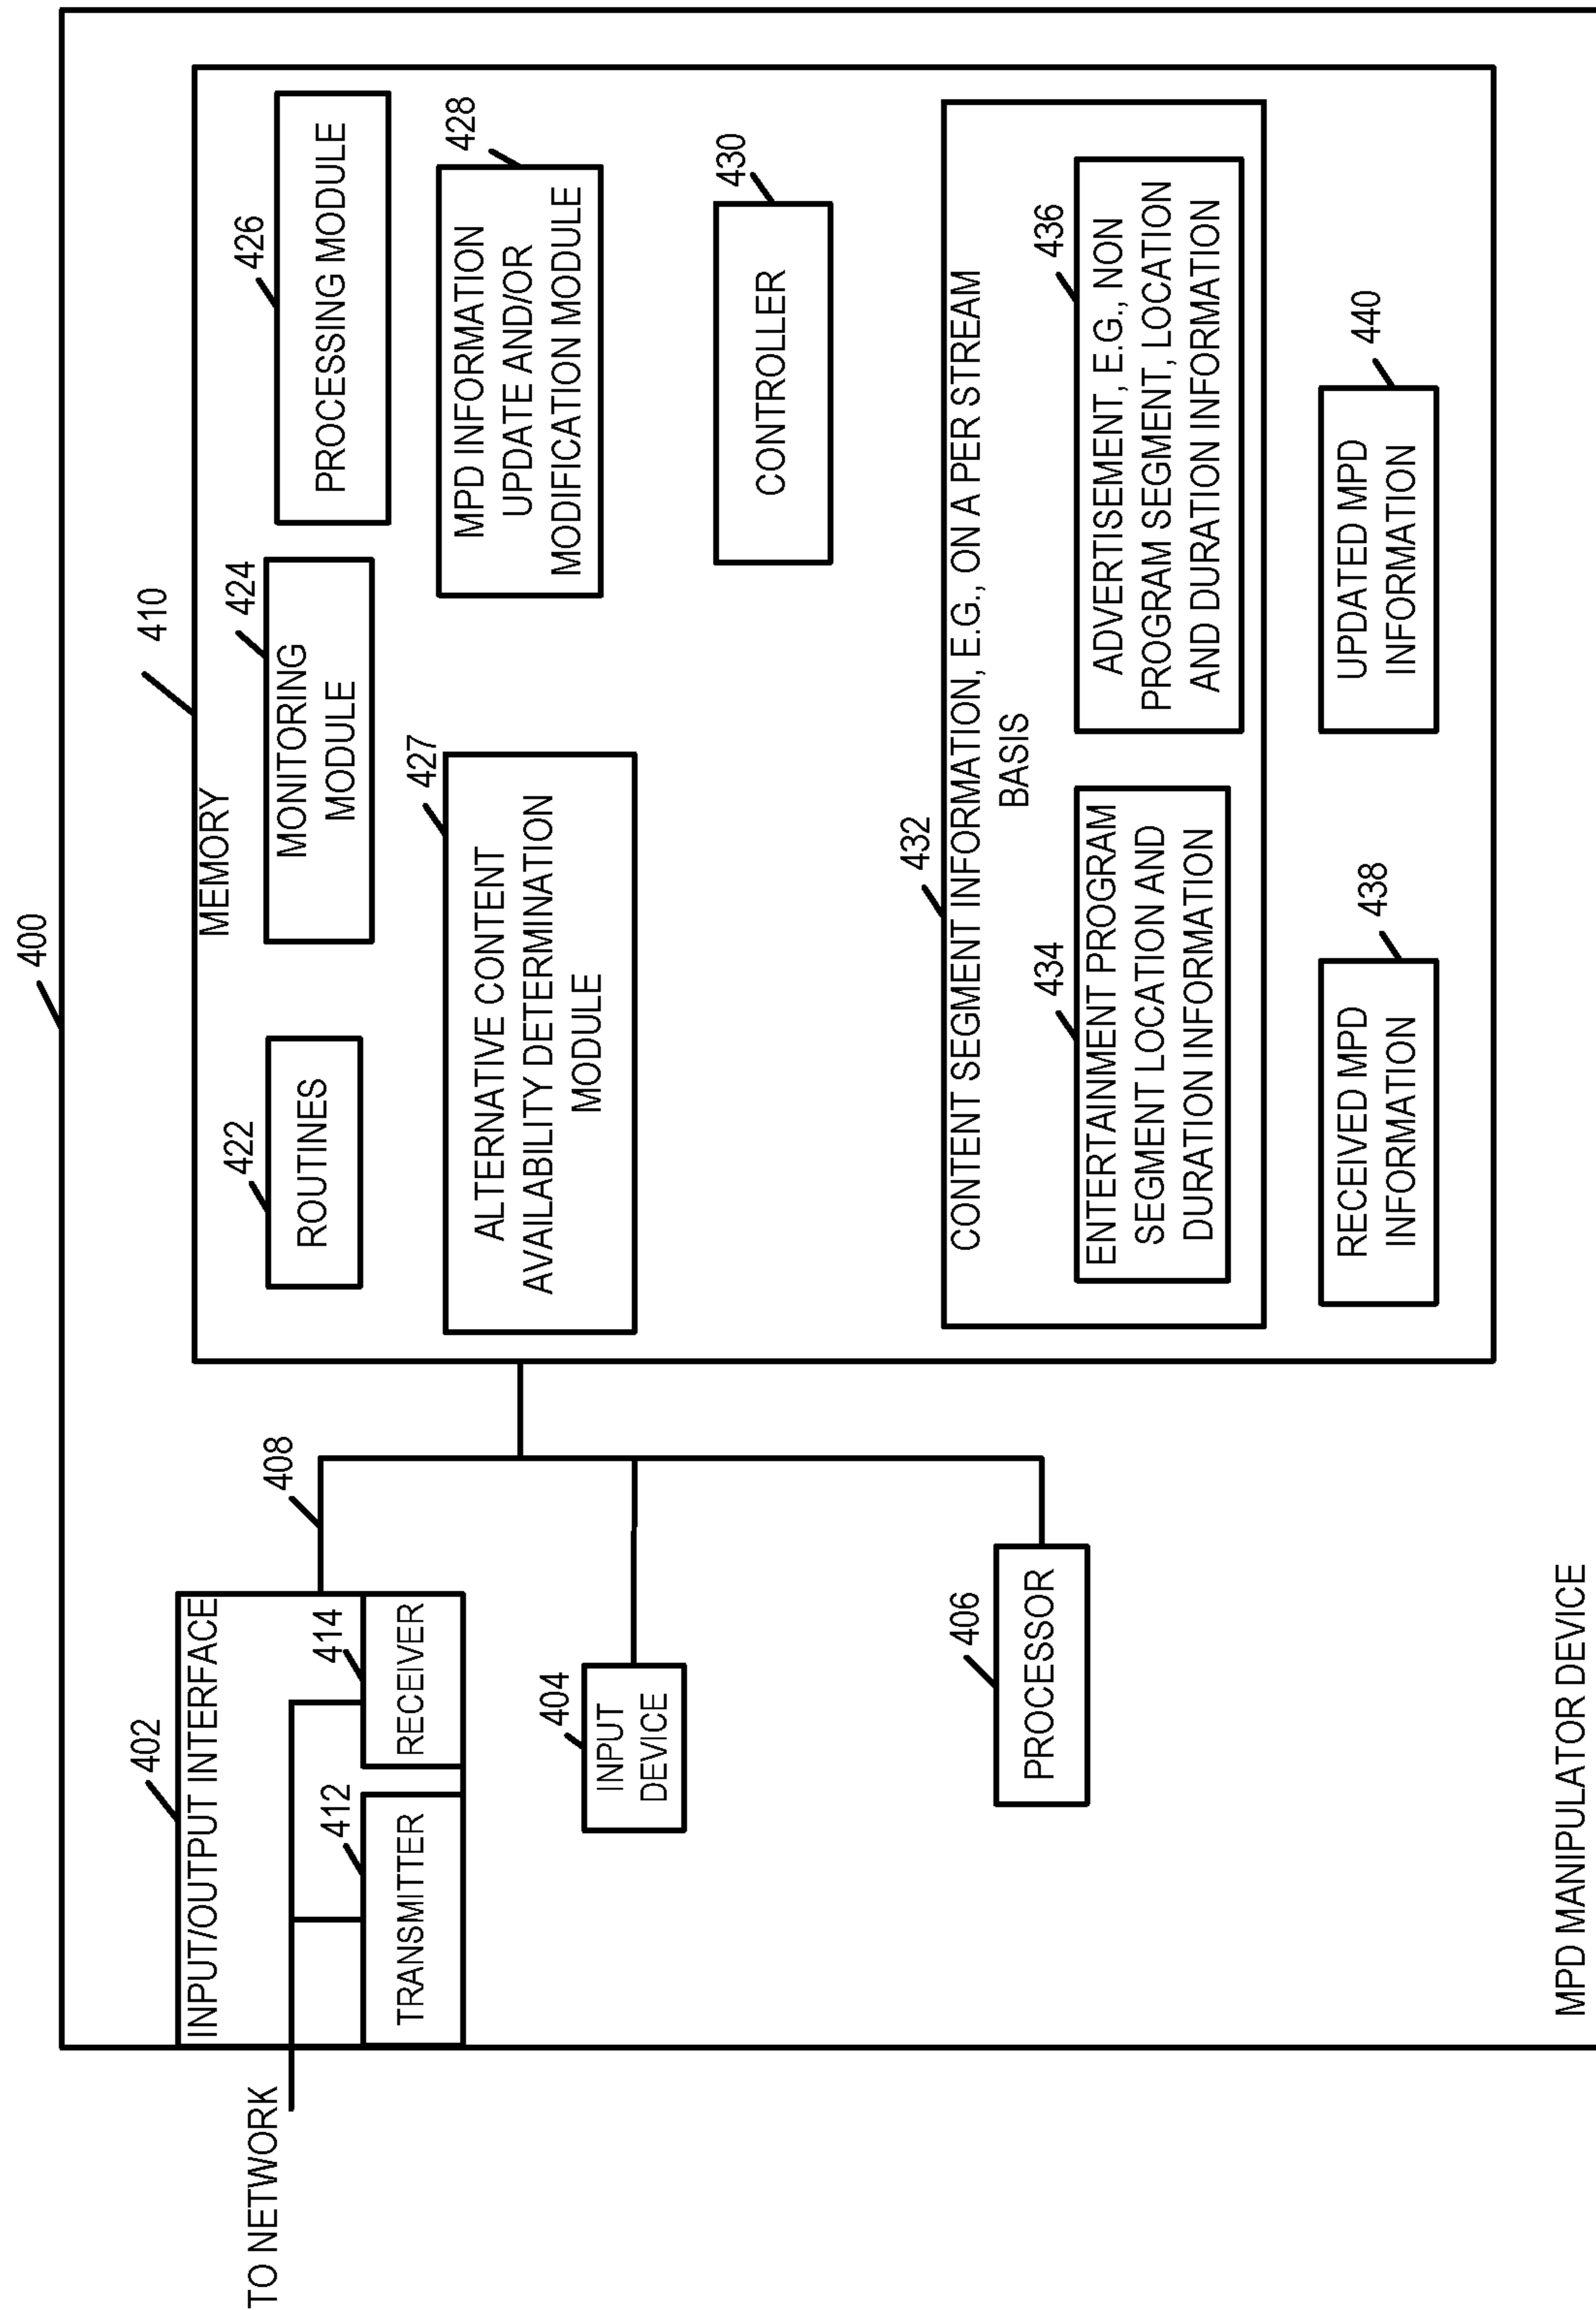 400
TO NETWORK
402
INPUT/OUTPUT INTERFACE
412
TRANSMITTER
414
RECEIVER
408
404
INPUT
DEVICE
406
PROCESSOR
410
MEMORY
422
ROUTINES
424
MONITORING
MODULE
426
PROCESSING MODULE
427
ALTERNATIVE CONTENT
AVAILABILITY DETERMINATION
MODULE
428
MPD INFORMATION
UPDATE AND/OR
MODIFICATION MODULE
430
CONTROLLER
432
CONTENT SEGMENT INFORMATION, E.G., ON A PER STREAM
BASIS
434
ENTERTAINMENT PROGRAM
SEGMENT LOCATION AND
DURATION INFORMATION
436
ADVERTISEMENT, E.G., NON
PROGRAM SEGMENT, LOCATION
AND DURATION INFORMATION
438
RECEIVED MPD
INFORMATION
440
UPDATED MPD
INFORMATION
MPD MANIPULATOR DEVICE